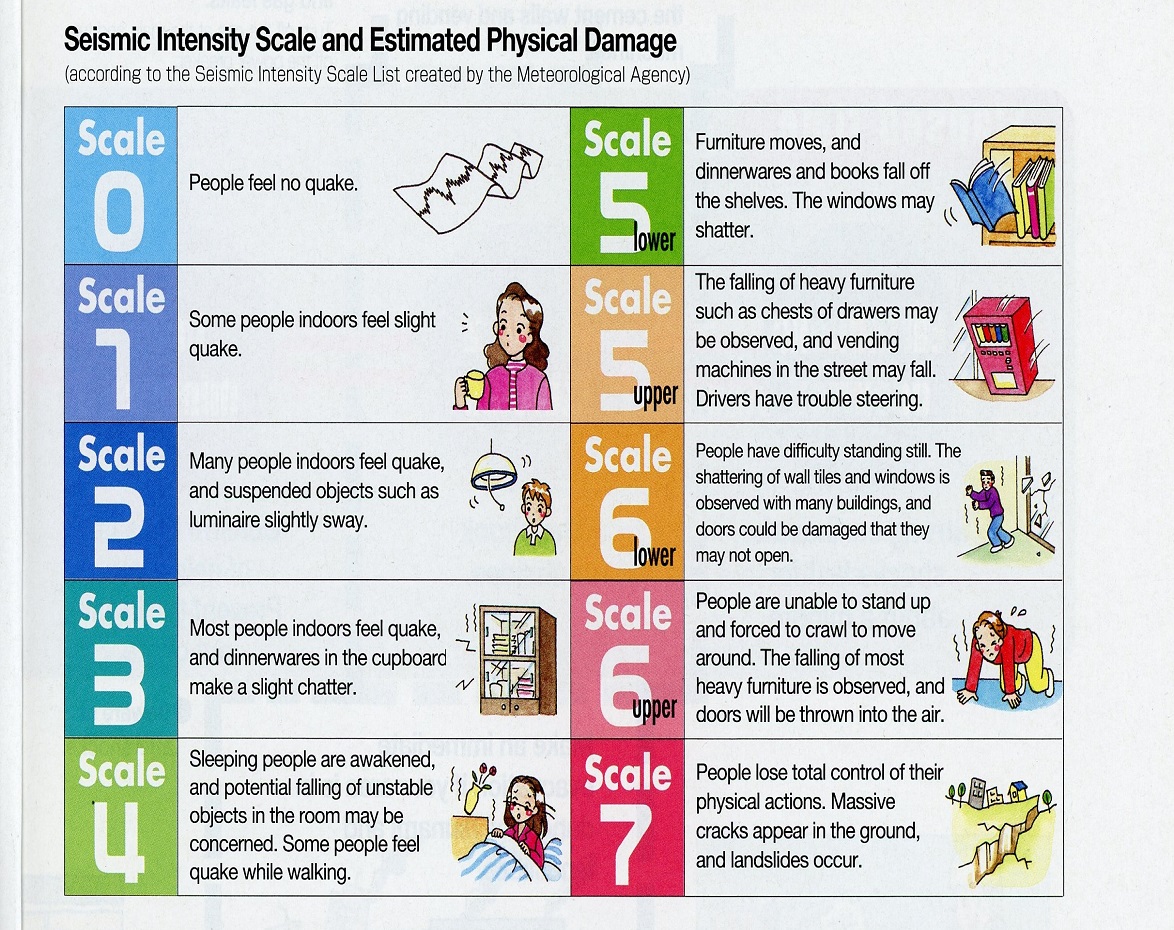 Seismic Intensity Scale and Estimated Physical Damage
(according to the Seismic Intensity Scale List created by the Meteorological Agency)
Scale
0
People feel no quake.
Scale
1
Some people indoors feel slight
quake.
Scale
2
Many people indoors feel quake,
and suspended objects such as
luminaire slightly sway.
Scale
3
Most people indoors feel quake,
and dinnerwares in the cupboard
make a slight chatter.
Scale
4
Sleeping people are awakened,
and potential falling of unstable
objects in the room may be
concerned. Some people feel
quake while walking.
Scale
5
lower
Furniture moves, and
dinnerwares and books fall off
the shelves. The windows may
shatter.
Scale
5
upper
The falling of heavy furniture
such as chests of drawers may
be observed, and vending
machines in the street may fall.
Drivers have trouble steering.
Scale
6
lower
People have difficulty standing still. The
shattering of wall tiles and windows is
observed with many buildings, and
doors could be damaged that they
may not open.
Scale
6
upper
People are unable to stand up
and forced to crawl to move
around. The falling of most
heavy furniture is observed, and
doors will be thrown into the air.
Scale
7
People lose total control of their
physical actions. Massive
cracks appear in the ground,
and landslides occur.